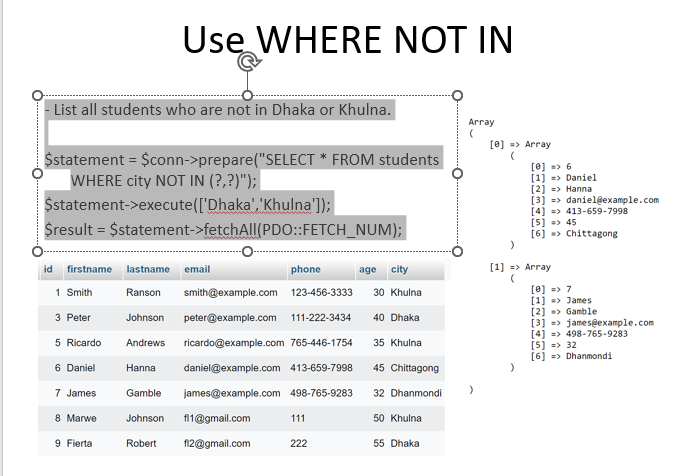 Use WHERE NOT IN
- List all students who are not in Dhaka or Khulna.
$statement = $conn->prepare("SELECT * FROM students
WHERE city NOT IN (?,?)");
$statement->execute(['Dhaka','Khulna']);
$result = $statement->fetchAll(PDO::FETCH_NUM);
id firstname lastname email phone age city
1 Smith Ranson smith@example.com 123-456-3333 30 Khulna
3 Peter Johnson peter@example.com 111-222-3434 40 Dhaka
5 Ricardo Andrews ricardo@example.com 765-446-1754 35 Khulna
6 Daniel Hanna daniel@example.com 413-659-7998 45 Chittagong
7 James Gamble james@example.com 498-765-9283 32 Dhanmondi
8 Marwe Johnson fl1@gmail.com 111 50 Khulna
9 Fierta Robert fl2@gmail.com 222 55 Dhaka
Array
(
[0] => Array
(
[0] => 6
[1] => Daniel
[2] => Hanna
[3] => daniel@example.com
[4] => 413-659-7998
[5] => 45
[6] => Chittagong
)
[1] => Array
(
[0] => 7
[1] => James
[2] => Gamble
[3] => james@example.com
[4] => 498-765-9283
[5] => 32
[6] => Dhanmondi
)
)